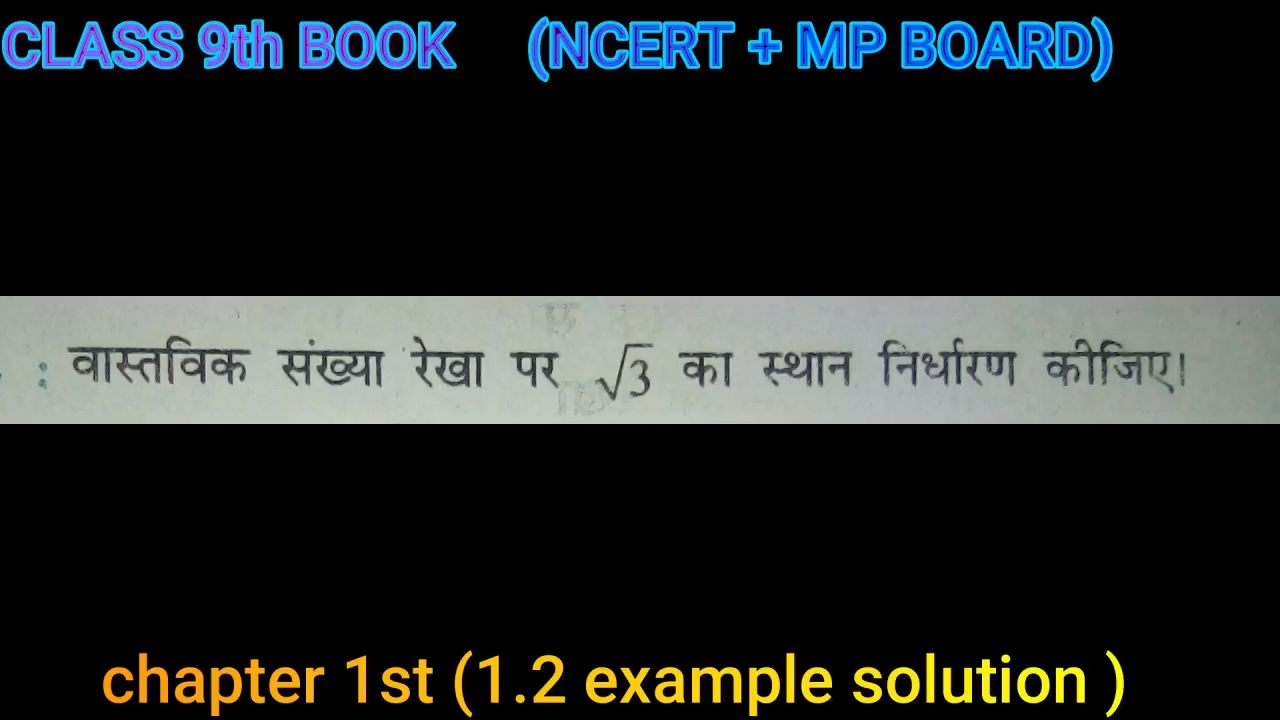 CLASS 9th BOOK (NCERT + MP BOARD)
: वास्तविक संख्या रेखा पर √3 का स्थान निर्धारण कीजिए।
chapter 1st (1.2 example solution )